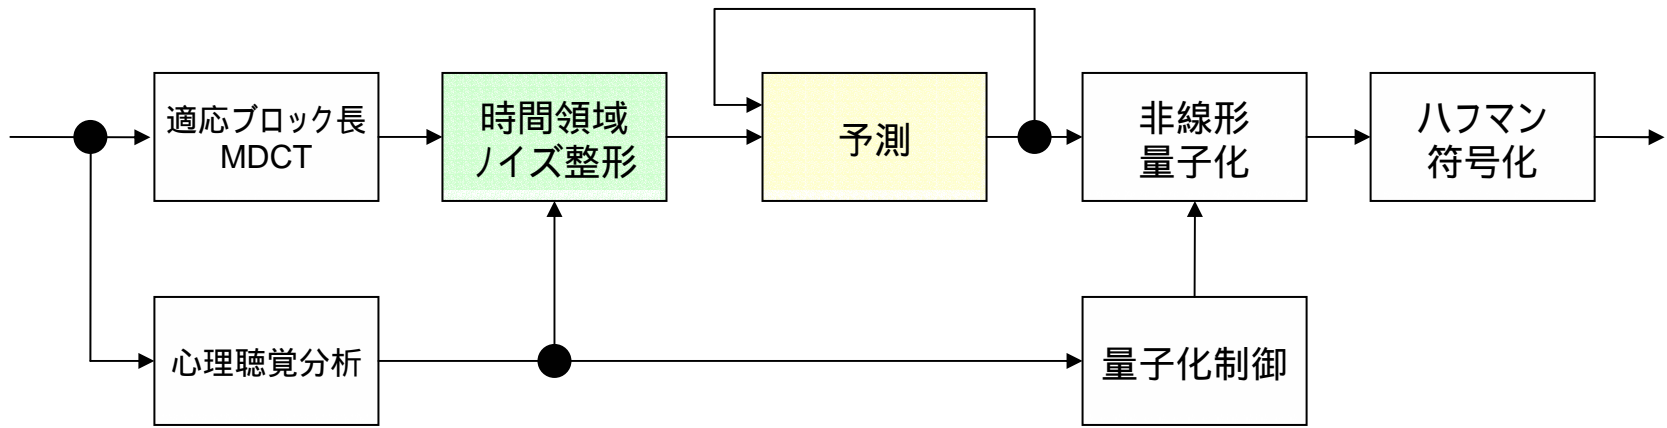 適応ブロック長
MDCT
時間領域
ノイズ整形
予測
非線形
量子化
ハフマン
符号化
心理聴覚分析
量子化制御